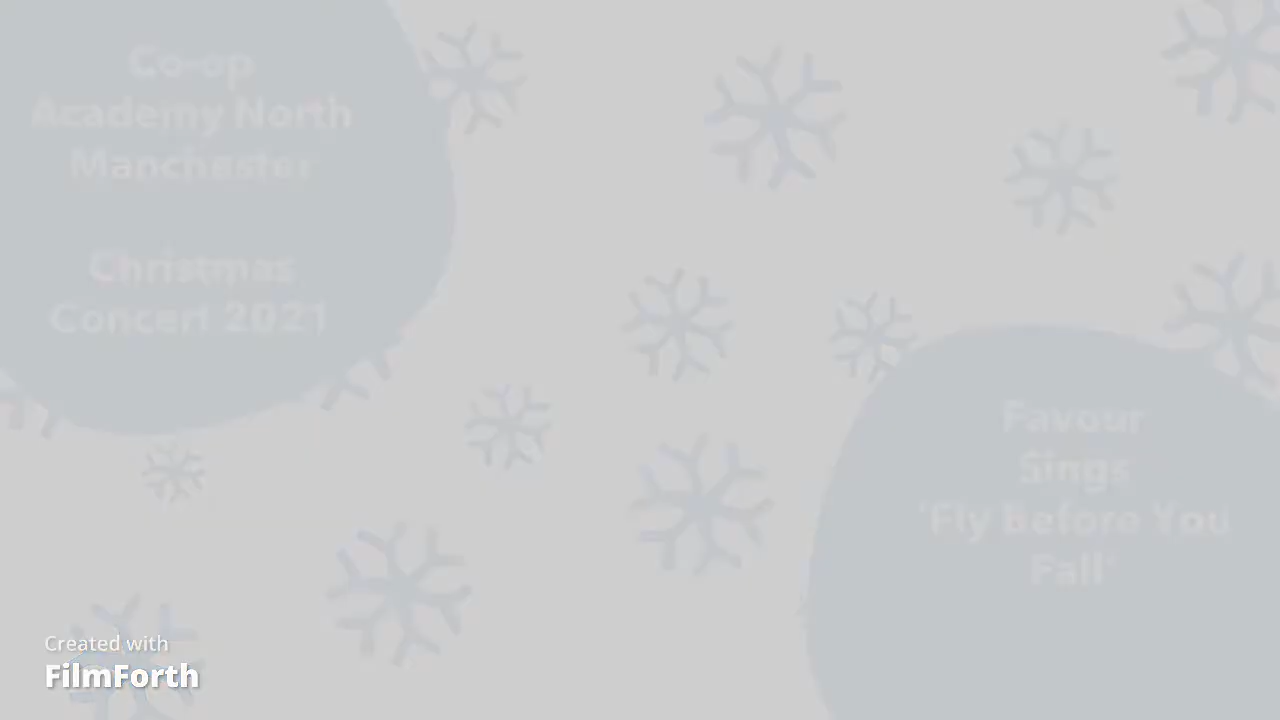 Co-op
Academy North
Manchester
Christmas
Concert 2021
Favour
Sings
'Fly Before You
Fall'
Created with
FilmForth